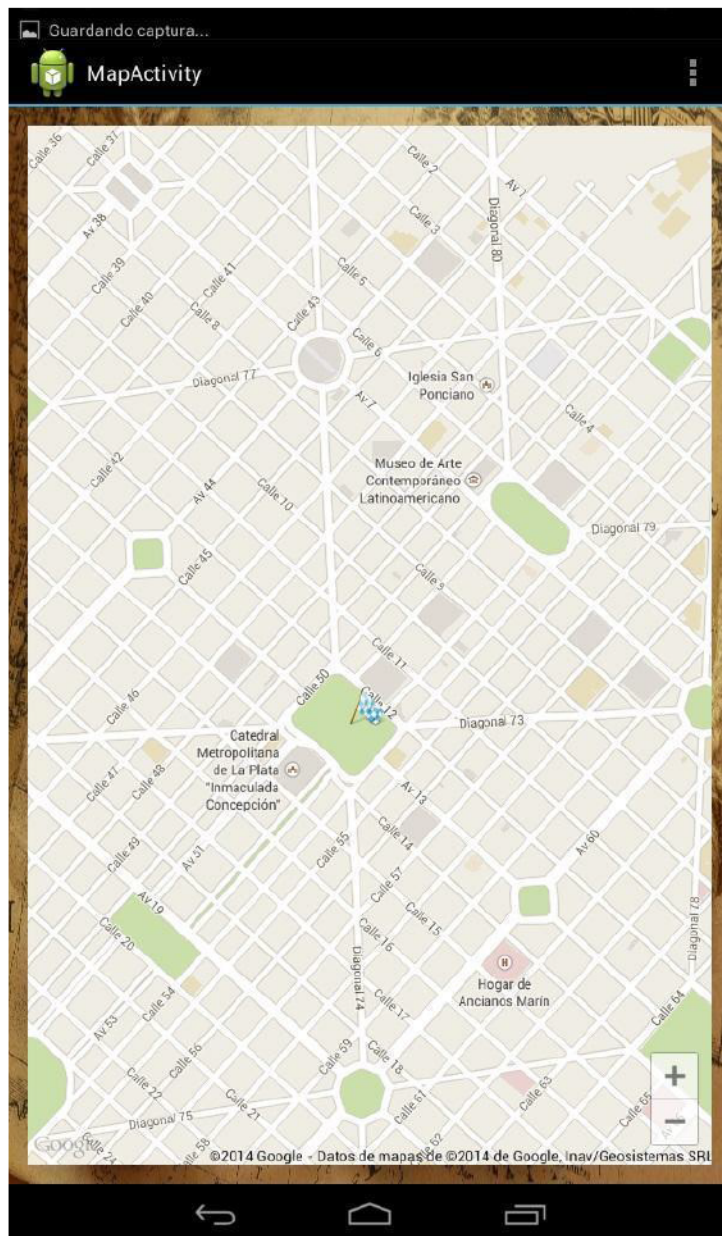 Guardando captura...
MapActivity
Calle 36
Calle 37
Calle 2
Av 1
Av 38
Calle 3
Diagonal 80
Calle 39
Calle 41
Calle 5
Calle 40
Calle 8
Calle 43
Calle 6
Diagonal 77
Iglesia San
Ponciano
Av 7
Calle 4
Calle 42
Av 44
Calle 10
Museo de Arte
Contemporáneo
Latinoamericano
Diagonal 79
Calle 45
Calle 9
Calle 11
Calle 50
Calle 12
Calle 46
Diagonal 73
Catedral
Metropolitana
de La Plata
"Inmaculada
Concepción"
Calle 47
Calle 48
Av 13
Calle 14
Calle 49
Av 51
Calle 55
Av 60
Calle 57
Av 19
Calle 20
Calle 15
Calle 16
Diagonal 78
Diagonal 74
Hogar de
Ancianos Marín
Calle 54
Calle 17
Calle 64
Av 53
Calle 56
Calle 59
Calle 18
Calle 22
Calle 21
Calle 61
Calle 63
Calle 65
Diagonal 75
Calle 24
Calle 58
Calle 62
Google
©2014 Google - Datos de mapas de ©2014 de Google, Inav/Geosistemas SRL